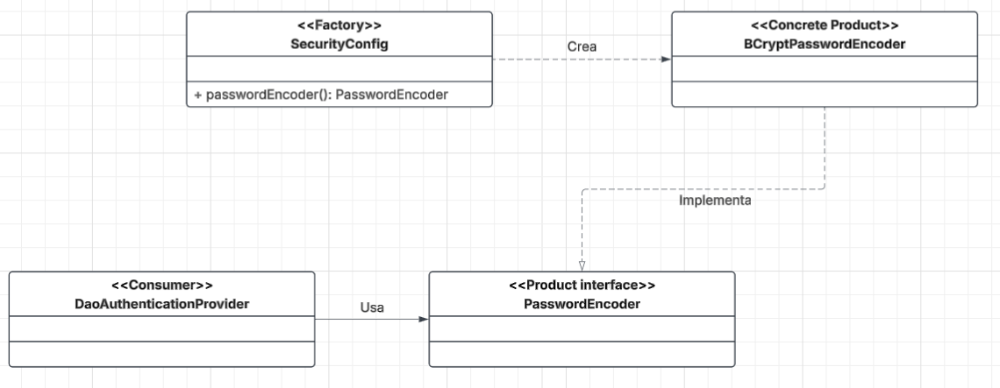 <<Factory>>
SecurityConfig
+ passwordEncoder(): PasswordEncoder
Crea
<<Concrete Product>>
BCryptPasswordEncoder
Implementa
<<Consumer>>
DaoAuthenticationProvider
Usa
<<Product interface>>
PasswordEncoder